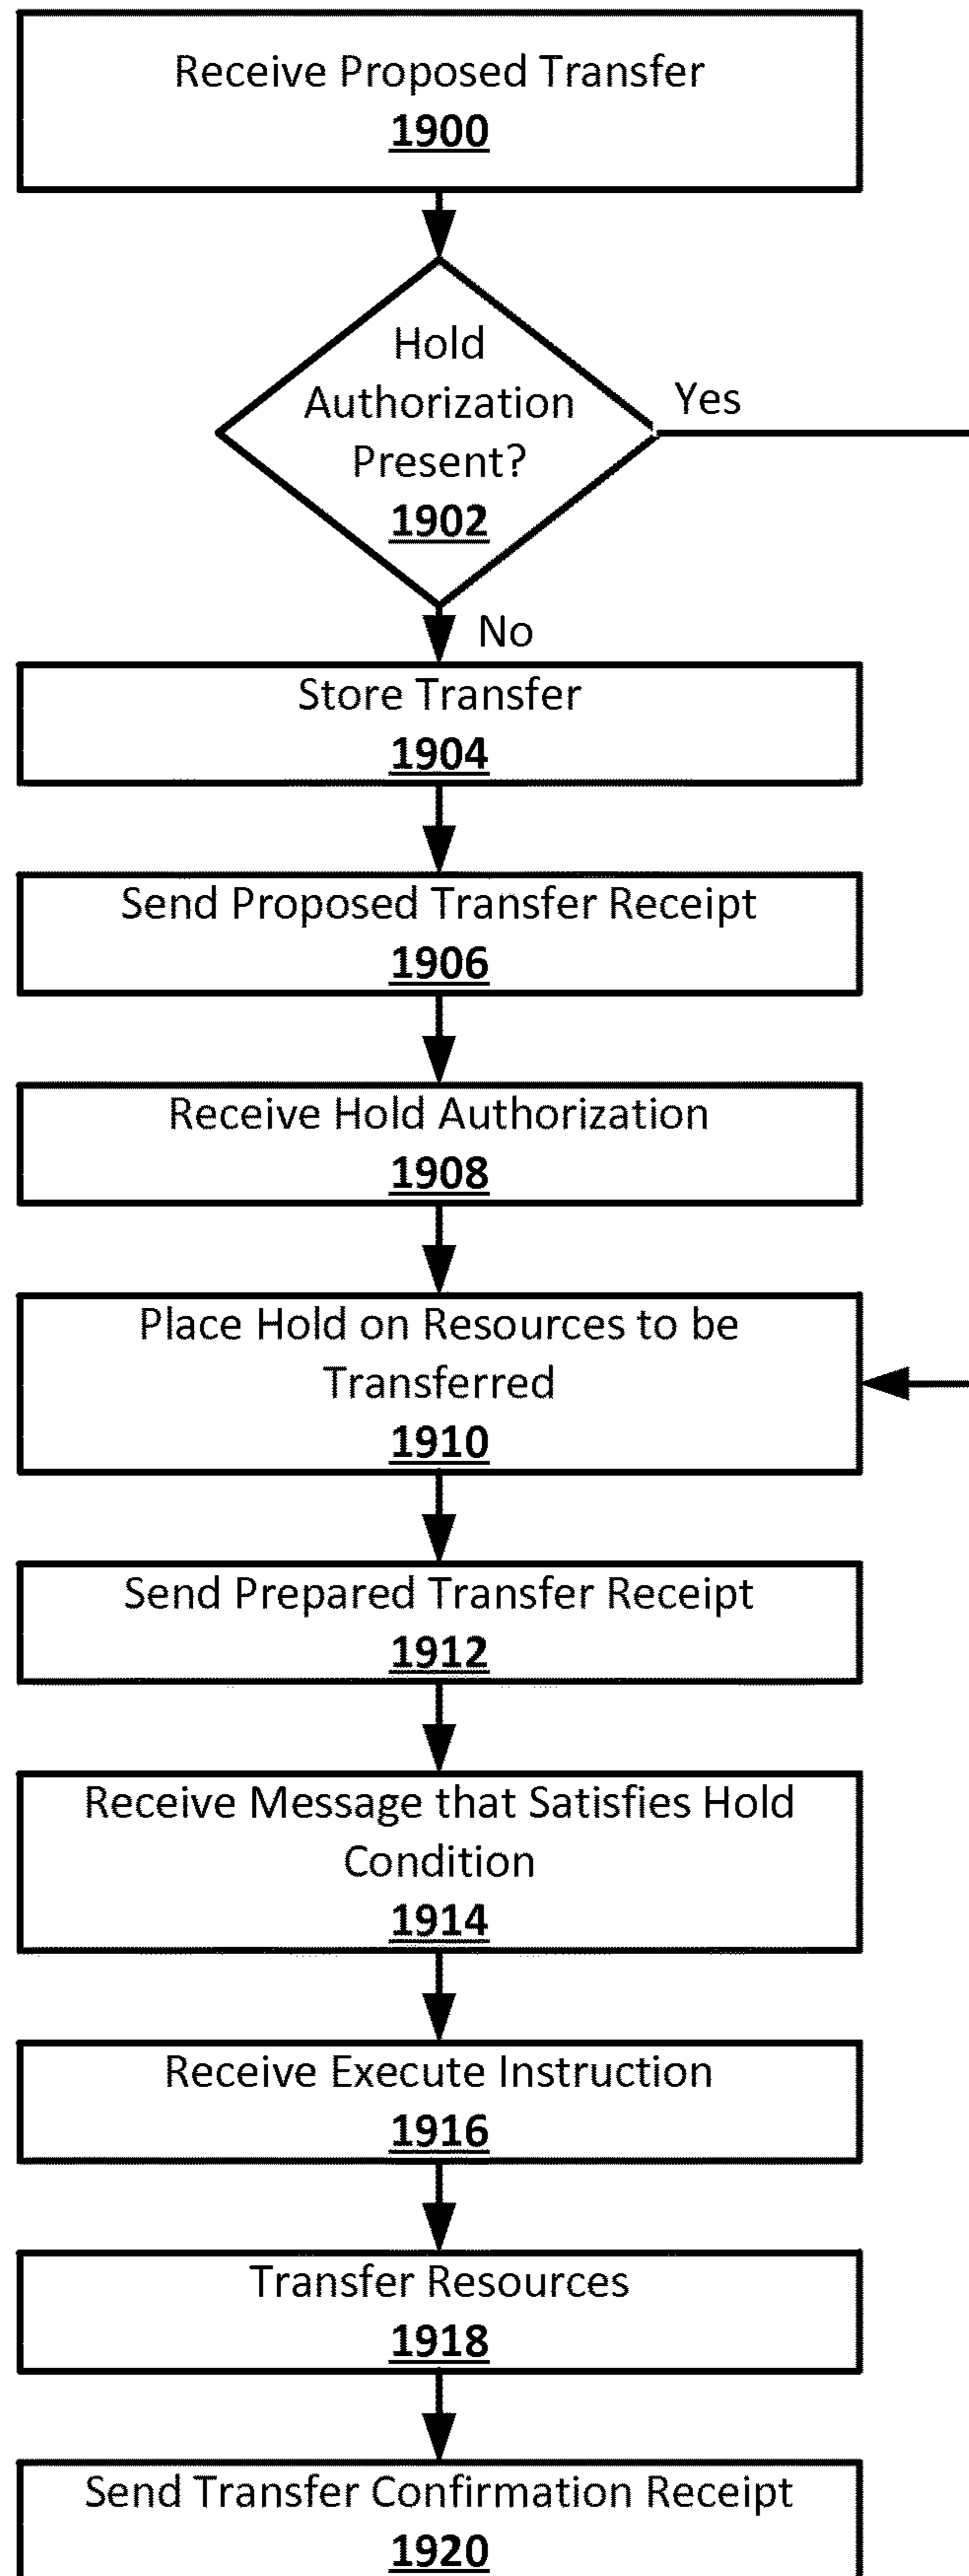 Receive Proposed Transfer
1900
Hold
Authorization
Present?
1902
Yes
No
Store Transfer
1904
Send Proposed Transfer Receipt
1906
Receive Hold Authorization
1908
Place Hold on Resources to be
Transferred
1910
Send Prepared Transfer Receipt
1912
Receive Message that Satisfies Hold
Condition
1914
Receive Execute Instruction
1916
Transfer Resources
1918
Send Transfer Confirmation Receipt
1920